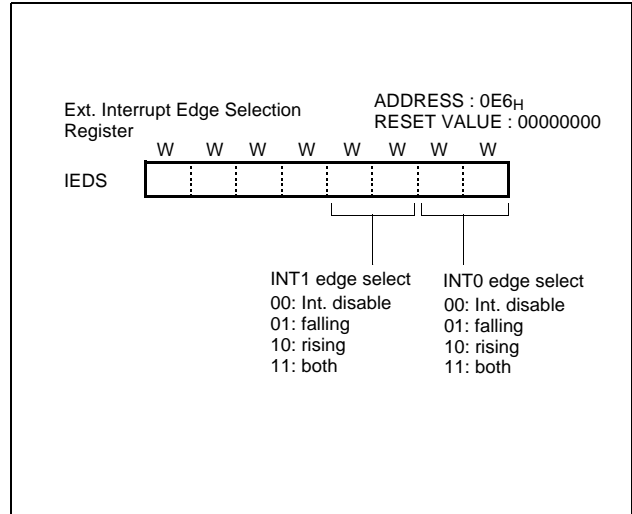 Ext. Interrupt Edge Selection
Register
ADDRESS : 0E6H
RESET VALUE : 00000000
W W W W W W W W
IEDS
INT1 edge select
00: Int. disable
01: falling
10: rising
11: both
INT0 edge select
00: Int. disable
01: falling
10: rising
11: both